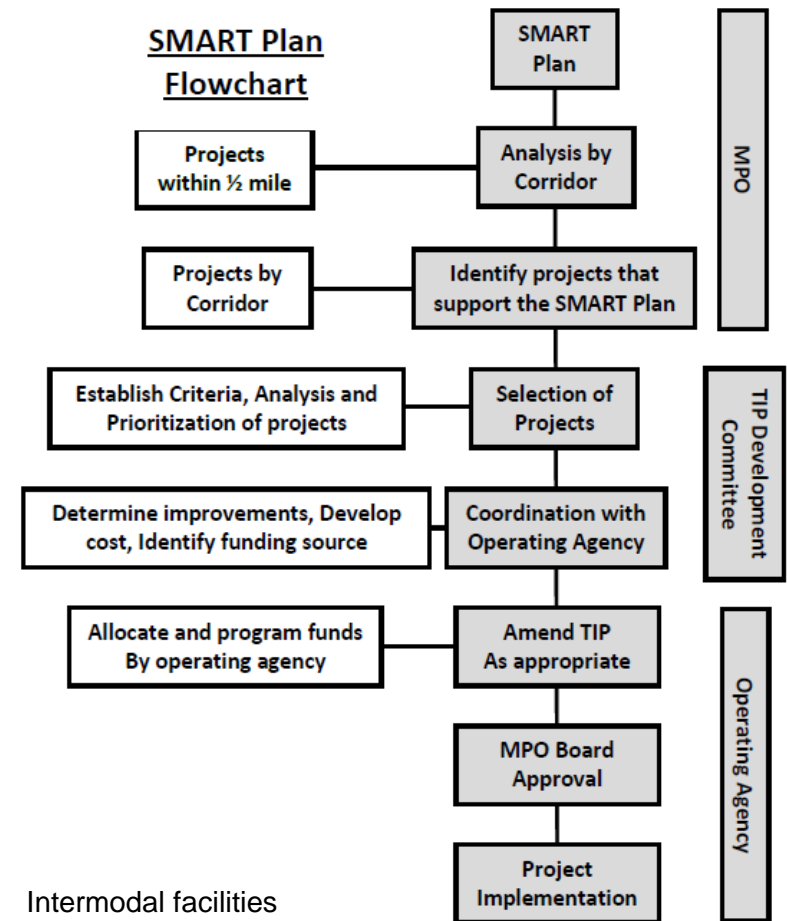 SMART Plan
Flowchart
SMART
Plan
MPO
Projects
within ½ mile
Analysis by
Corridor
Projects by
Corridor
Identify projects that
support the SMART Plan
Establish Criteria, Analysis and
Prioritization of projects
Selection of
Projects
TIP Development
Committee
Determine improvements, Develop
cost, Identify funding source
Coordination with
Operating Agency
Allocate and program funds
By operating agency
Amend TIP
As appropriate
Operating Agency
MPO Board
Approval
Project
Implementation
Intermodal facilities